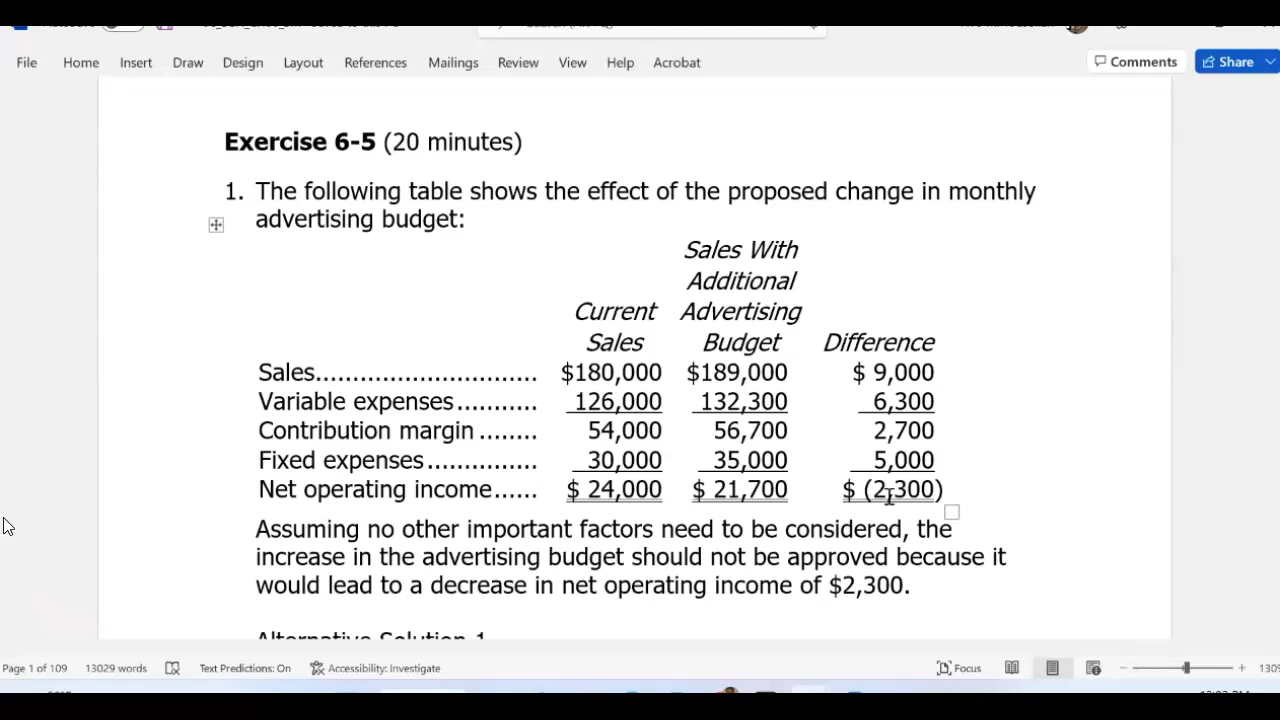 File Home Insert Draw Design Layout References Mailings Review View Help Acrobat Comments Share
Exercise 6-5 (20 minutes)
1. The following table shows the effect of the proposed change in monthly
advertising budget:
Sales With
Additional
Current Advertising
Sales Budget Difference
Sales.............................. $180,000 $189,000 $ 9,000
Variable expenses........... 126,000 132,300 6,300
Contribution margin ........ 54,000 56,700 2,700
Fixed expenses............... 30,000 35,000 5,000
Net operating income...... $ 24,000 $ 21,700 $ (2,300)
Assuming no other important factors need to be considered, the
increase in the advertising budget should not be approved because it
would lead to a decrease in net operating income of $2,300.
Alternative Solution 1
Page 1 of 109 13029 words Text Predictions: On Accessibility: Investigate Focus 130%